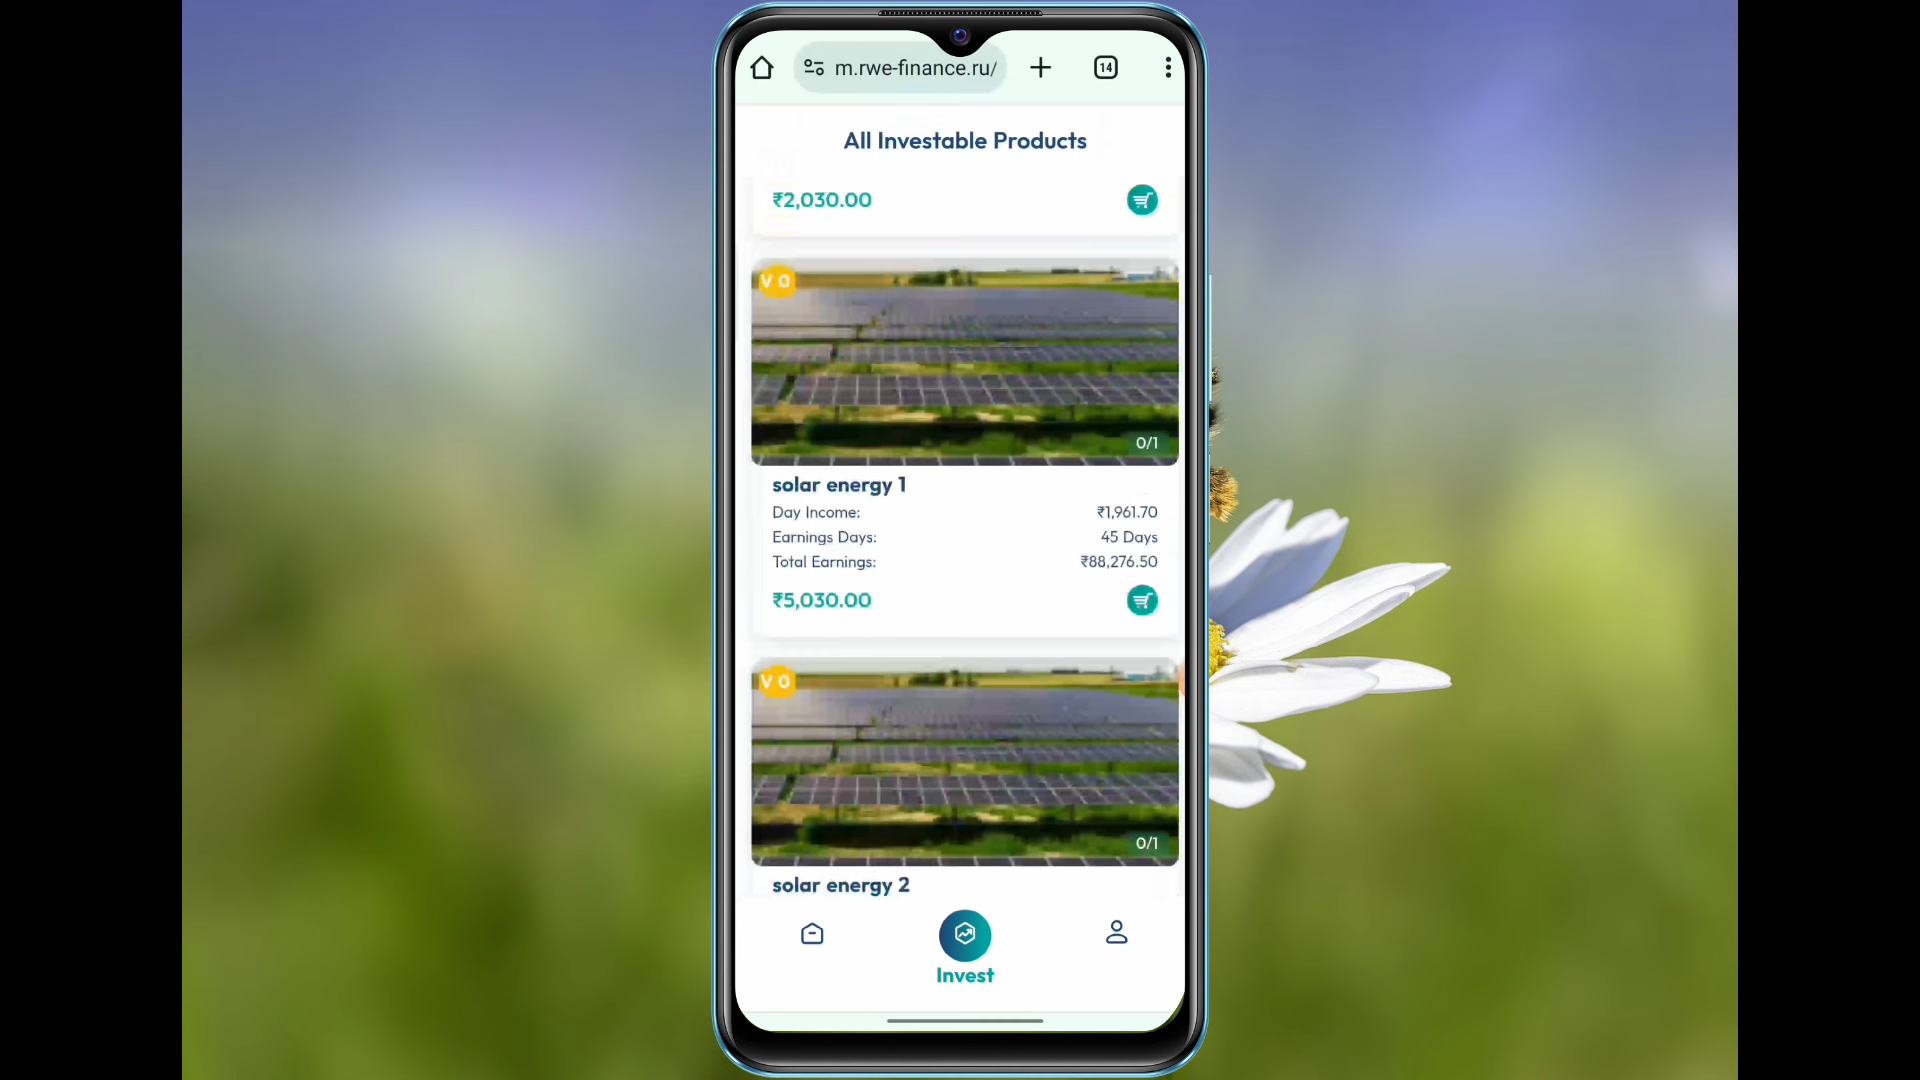 m.rwe-finance.ru/
14
All Investable Products
₹2,030.00
V 0
0/1
solar energy 1
Day Income: ₹1,961.70
Earnings Days: 45 Days
Total Earnings: ₹88,276.50
₹5,030.00
V 0
0/1
solar energy 2
Invest